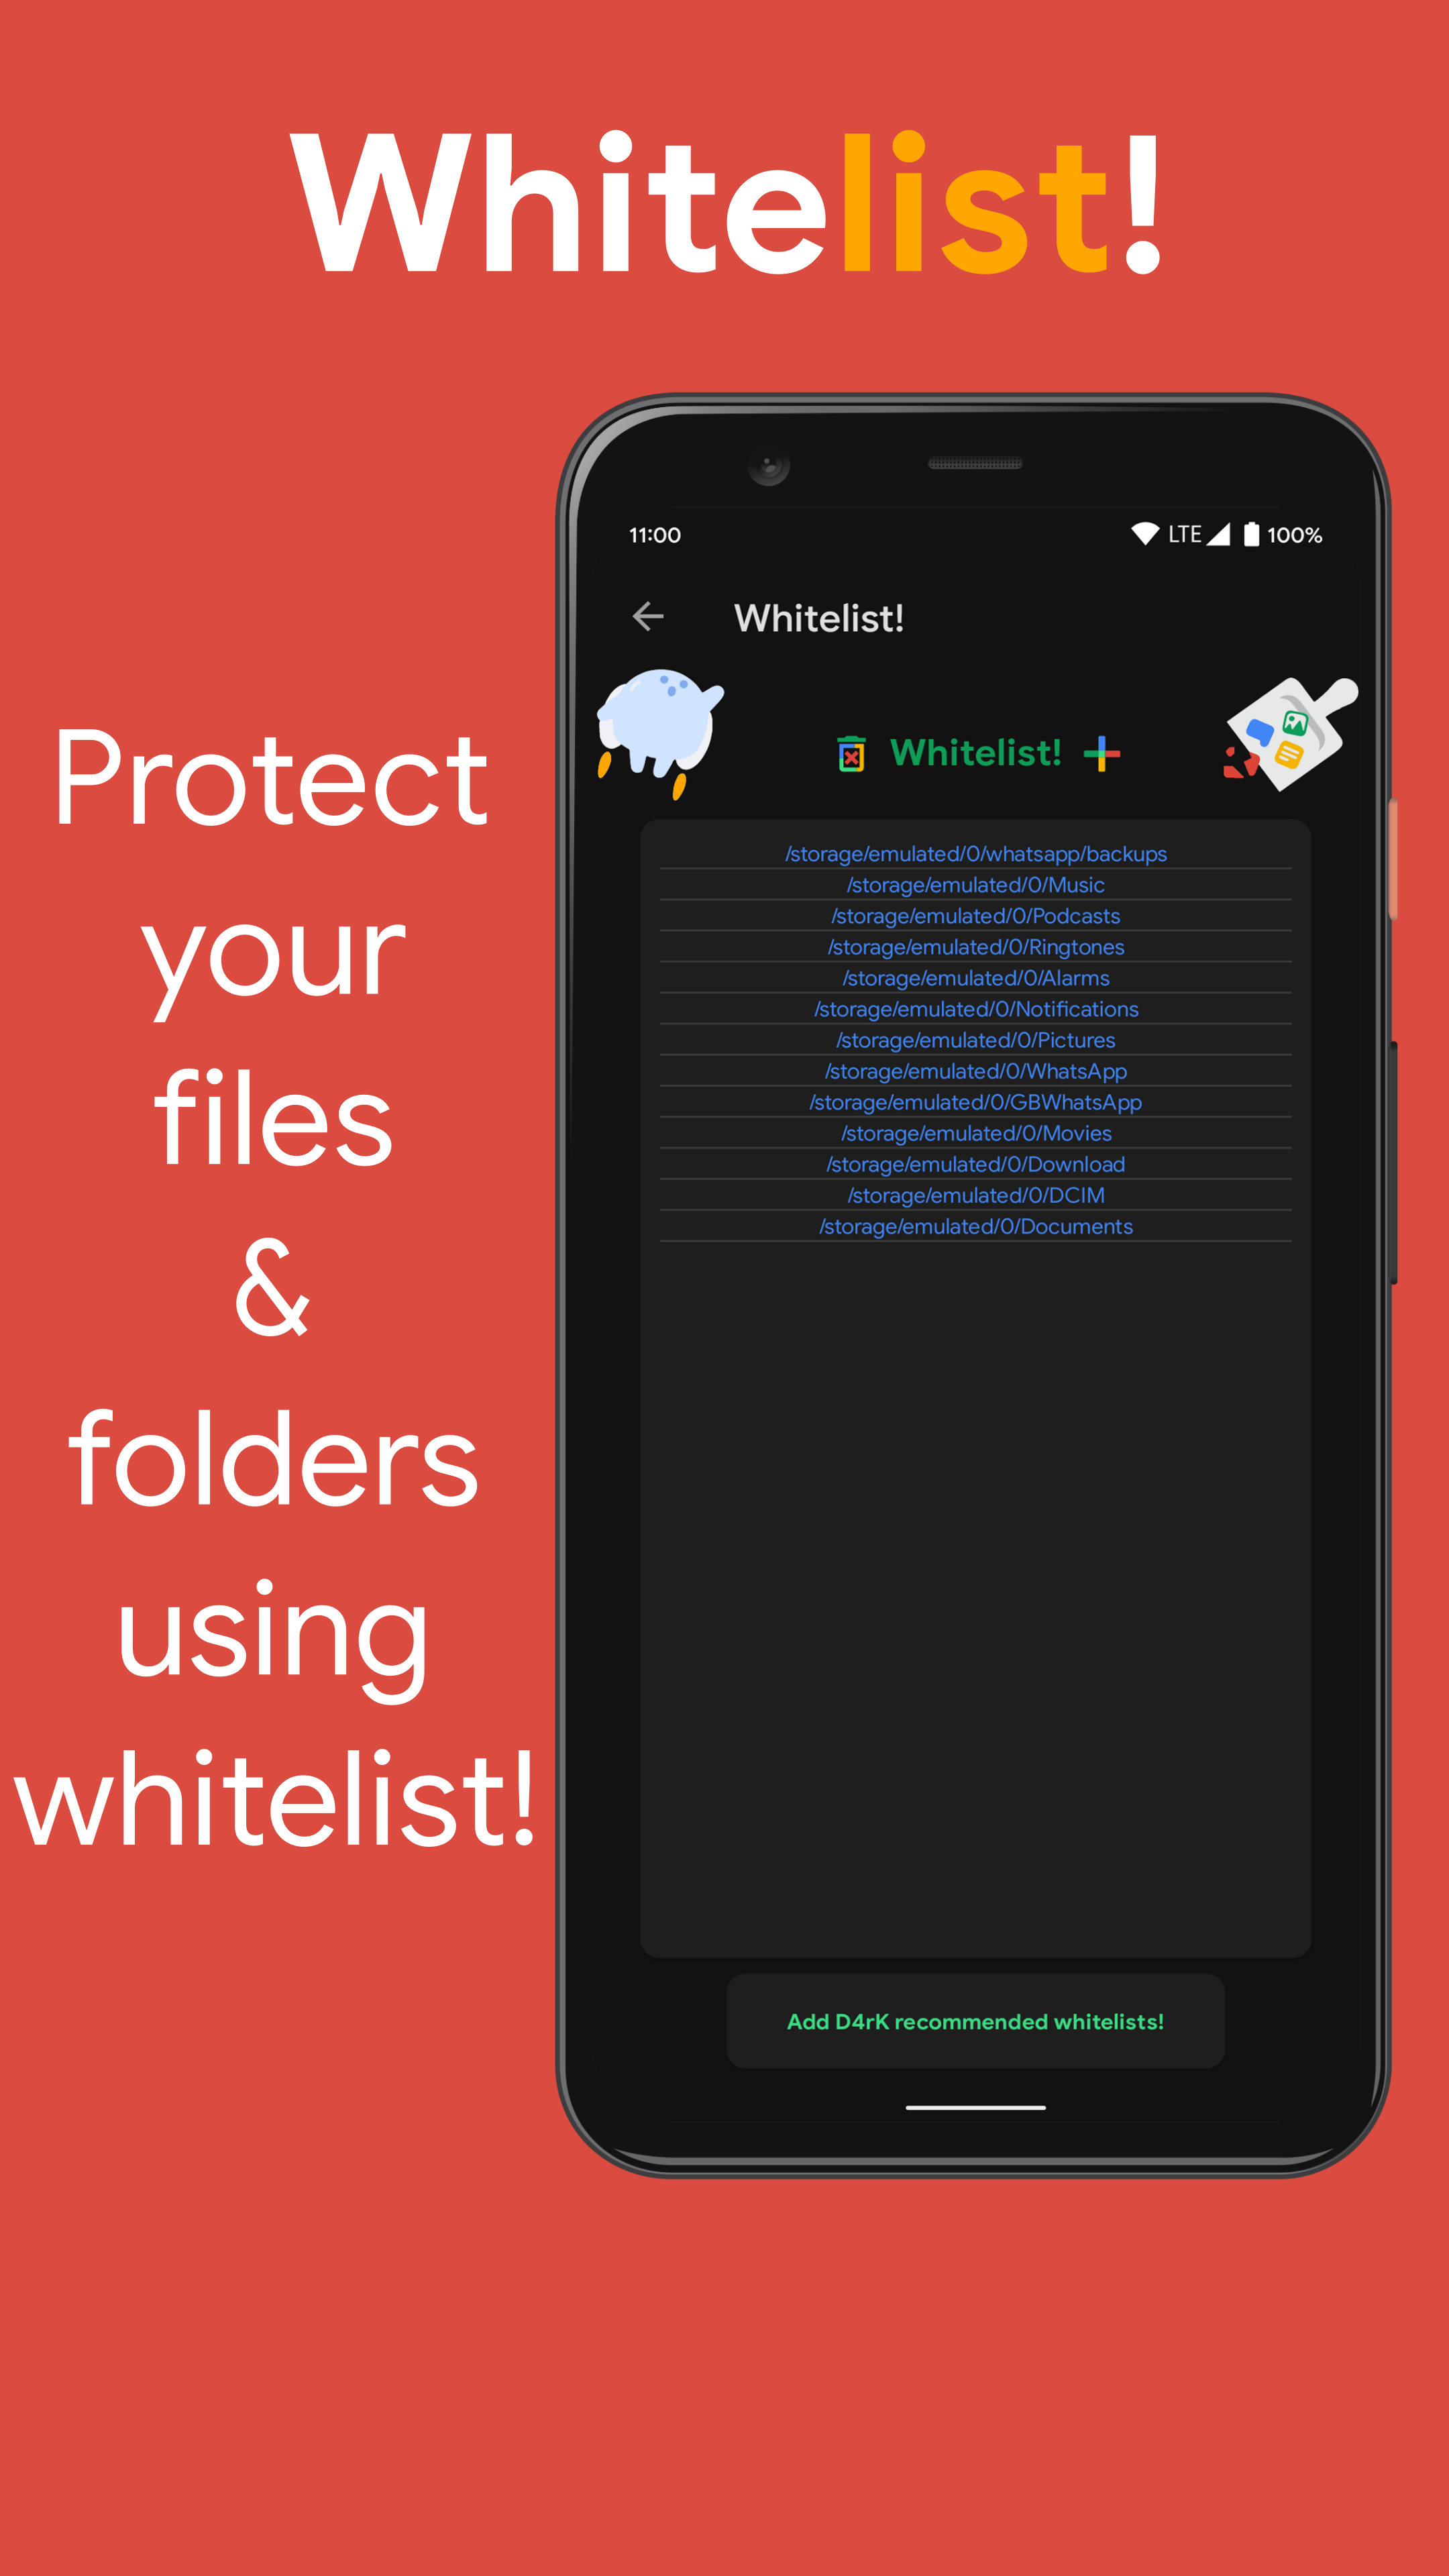 Whitelist!
11:00
LTE
100%
Whitelist!
Whitelist!
/storage/emulated/0/whatsapp/backups
/storage/emulated/0/Music
/storage/emulated/0/Podcasts
/storage/emulated/0/Ringtones
/storage/emulated/0/Alarms
/storage/emulated/0/Notifications
/storage/emulated/0/Pictures
/storage/emulated/0/WhatsApp
/storage/emulated/0/GBWhatsApp
/storage/emulated/0/Movies
/storage/emulated/0/Download
/storage/emulated/0/DCIM
/storage/emulated/0/Documents
Add D4rK recommended whitelists!
Protect
your
files
&
folders
using
whitelist!